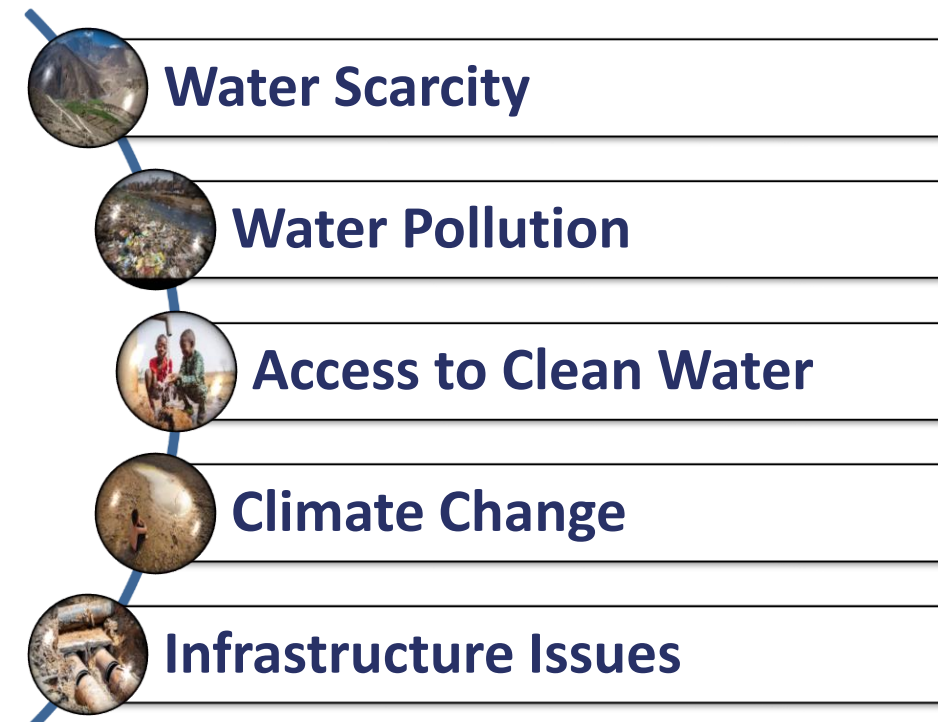 Water Scarcity
Water Pollution
Access to Clean Water
Climate Change
Infrastructure Issues